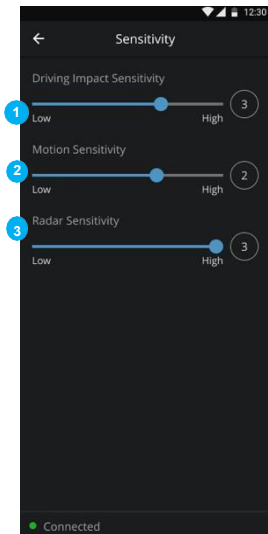 12:30
Sensitivity
Driving Impact Sensitivity
1
3
Low High
Motion Sensitivity
2
2
Low High
Radar Sensitivity
3
3
Low High
Connected